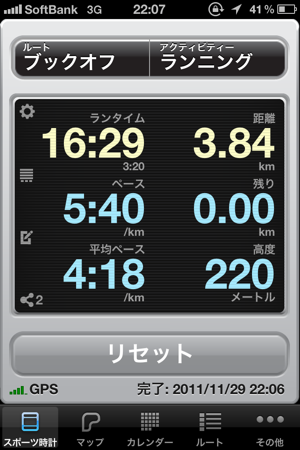 SoftBank 3G 22:07 41%
ルート
ブックオフ
アクティビティー
ランニング
ランタイム
16:29
3:20
距離
3.84
km
ペース
5:40
/km
残り
0.00
km
平均ペース
4:18
/km
高度
220
メートル
2
リセット
GPS 完了: 2011/11/29 22:06
スポーツ時計 マップ カレンダー ルート その他